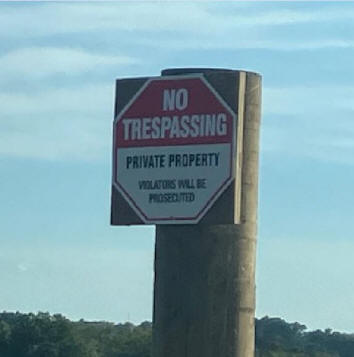 NO
TRESPASSING
PRIVATE PROPERTY
VIOLATORS WILL BE
PROSECUTED